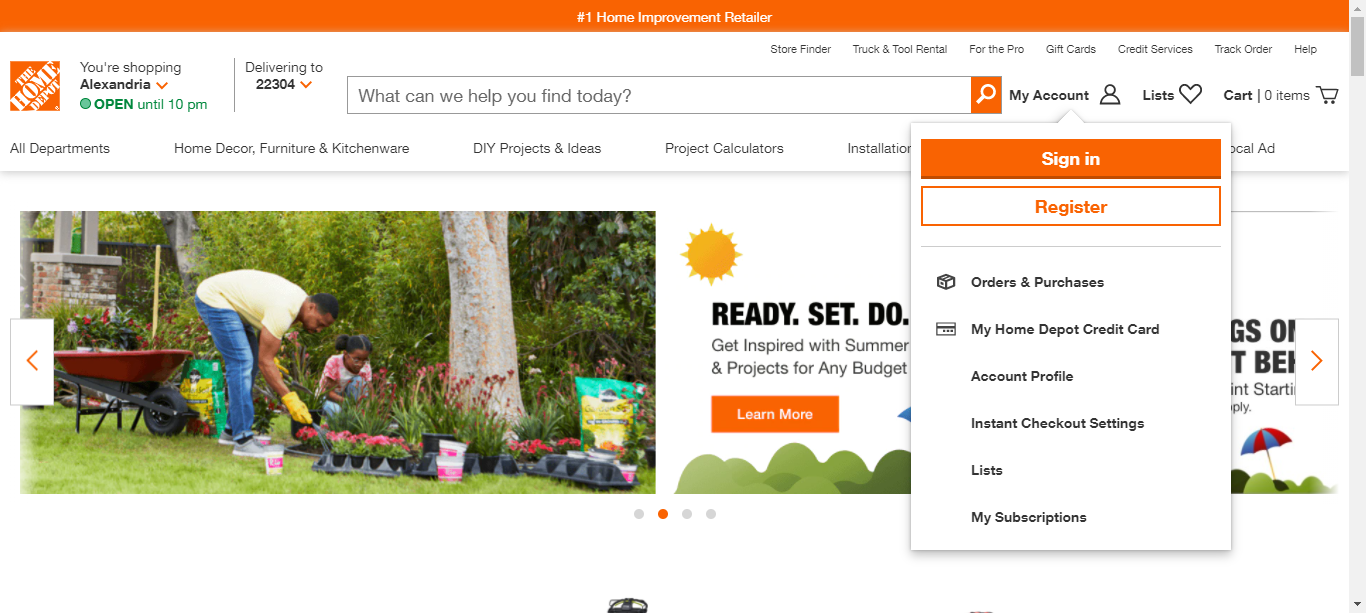 #1 Home Improvement Retailer
Store Finder
Truck & Tool Rental
For the Pro
Gift Cards
Credit Services
Track Order
Help
THE HOME DEPOT
You're shopping
Alexandria
OPEN until 10 pm
Delivering to
22304
What can we help you find today?
My Account
Lists
Cart | 0 items
All Departments
Home Decor, Furniture & Kitchenware
DIY Projects & Ideas
Project Calculators
Installation
ocal Ad
Sign in
Register
Orders & Purchases
My Home Depot Credit Card
Account Profile
Instant Checkout Settings
Lists
My Subscriptions
READY. SET. DO.
Get Inspired with Summer
& Projects for Any Budget
Learn More
GS ON
T BE
int Starti
ply.